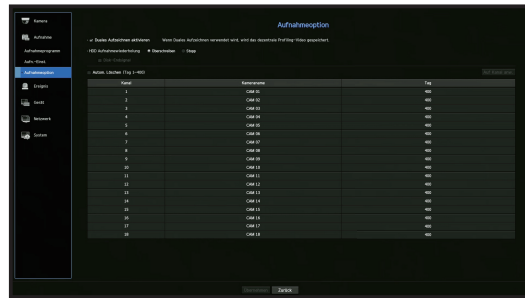 Aufnahmeoption
Kamera
Aufnahme
Aufnahmeprogramm
Aufn.-Einst.
Aufnahmeoption
Ereignis
Gerät
Netzwerk
System
Duales Aufzeichnen aktivieren Wenn Duales Aufzeichnen verwendet wird, wird das dezentrale Profiling-Video gespeichert.
HDD Aufnahmewiederholung Überschreiben Stopp
Autom. Löschen (Tag 1~400)
Kanal Kameraname Tag
1 CAM 01 400
2 CAM 02 400
3 CAM 03 400
4 CAM 04 400
5 CAM 05 400
6 CAM 06 400
7 CAM 07 400
8 CAM 08 400
9 CAM 09 400
10 CAM 10 400
11 CAM 11 400
12 CAM 12 400
13 CAM 13 400
14 CAM 14 400
15 CAM 15 400
16 CAM 16 400
17 CAM 17 400
18 CAM 18 400
Zurück